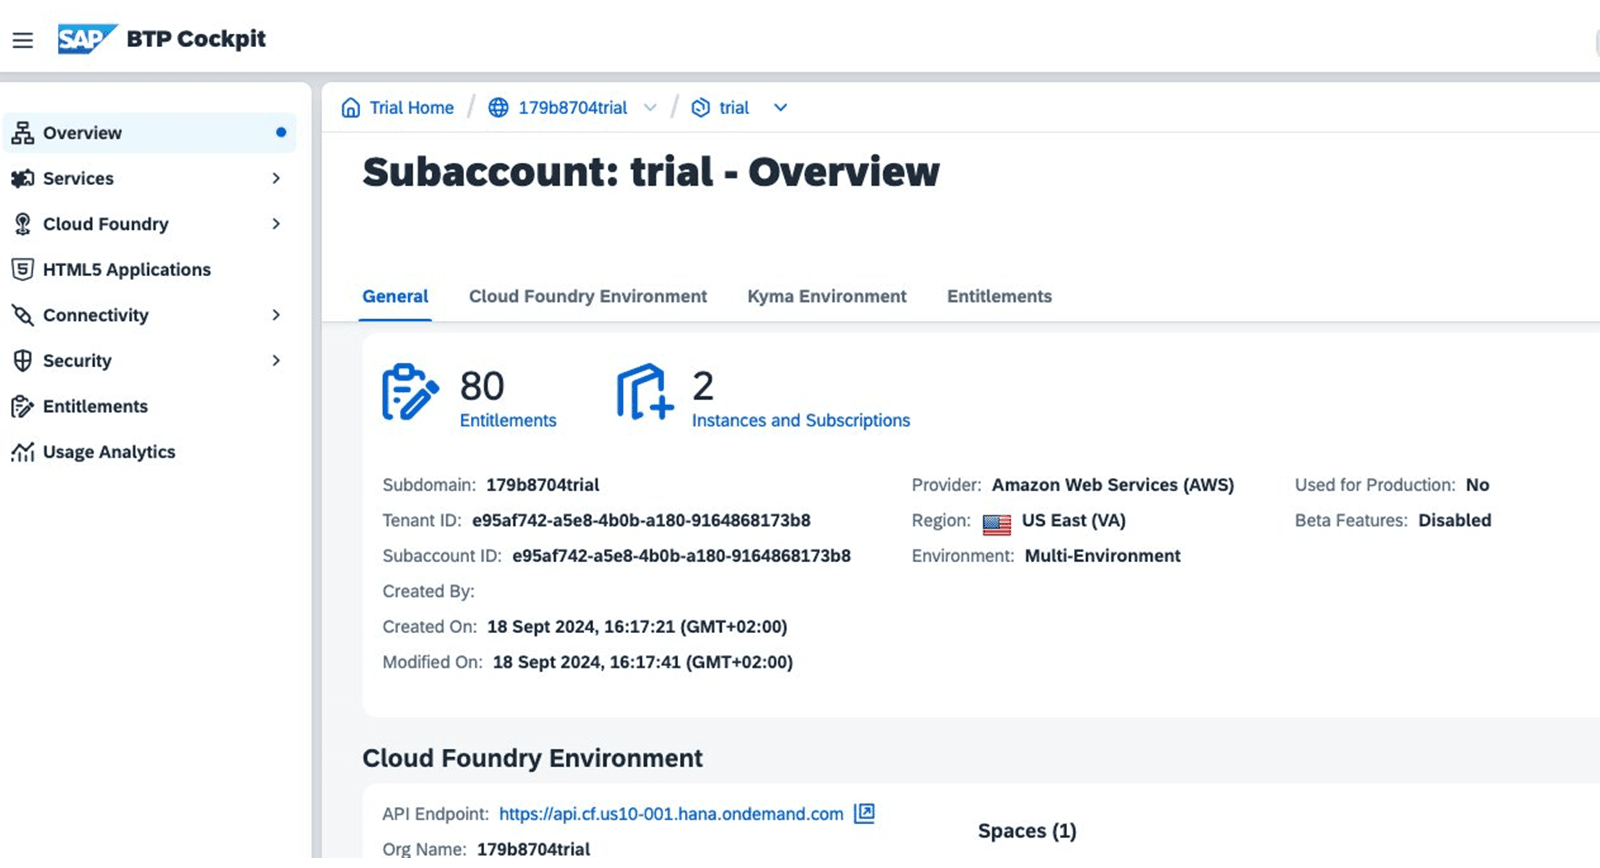 SAP BTP Cockpit
Trial Home / 179b8704trial / trial
Overview
Services
Cloud Foundry
HTML5 Applications
Connectivity
Security
Entitlements
Usage Analytics
Subaccount: trial - Overview
General Cloud Foundry Environment Kyma Environment Entitlements
80
Entitlements
2
Instances and Subscriptions
Subdomain: 179b8704trial
Tenant ID: e95af742-a5e8-4b0b-a180-9164868173b8
Subaccount ID: e95af742-a5e8-4b0b-a180-9164868173b8
Created By:
Created On: 18 Sept 2024, 16:17:21 (GMT+02:00)
Modified On: 18 Sept 2024, 16:17:41 (GMT+02:00)
Provider: Amazon Web Services (AWS)
Region: US East (VA)
Environment: Multi-Environment
Used for Production: No
Beta Features: Disabled
Cloud Foundry Environment
API Endpoint: https://api.cf.us10-001.hana.ondemand.com
Org Name: 179b8704trial
Spaces (1)